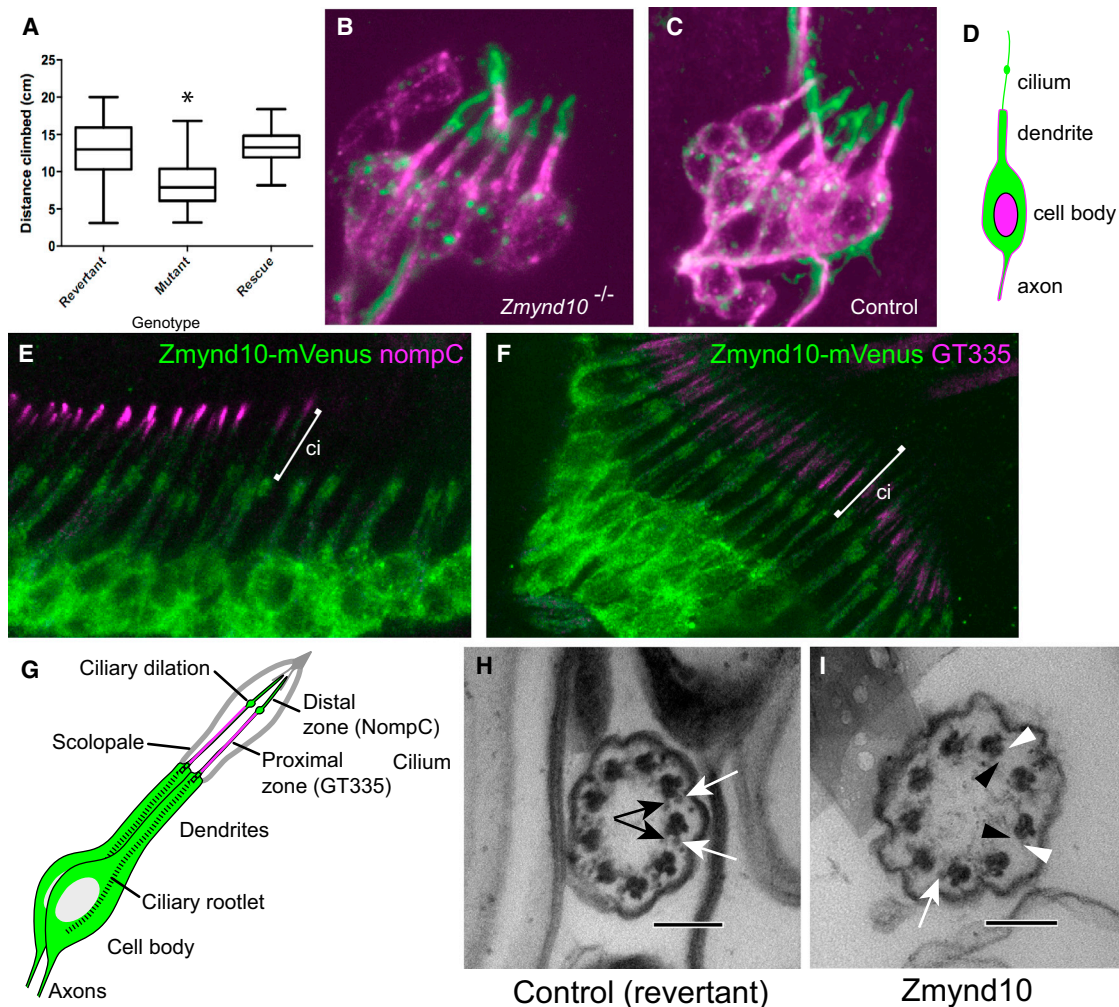 A
Distance climbed (cm)
25
20
15
10
5
0
*
Revertant
Mutant
Rescue
Genotype
B
Zmynd10 -/-
C
Control
D
cilium
dendrite
cell body
axon
E
Zmynd10-mVenus nompC
ci
F
Zmynd10-mVenus GT335
ci
G
Ciliary dilation
Scolopale
Distal
zone (NompC)
Proximal
zone (GT335)
Cilium
Dendrites
Ciliary rootlet
Cell body
Axons
H
Control (revertant)
I
Zmynd10